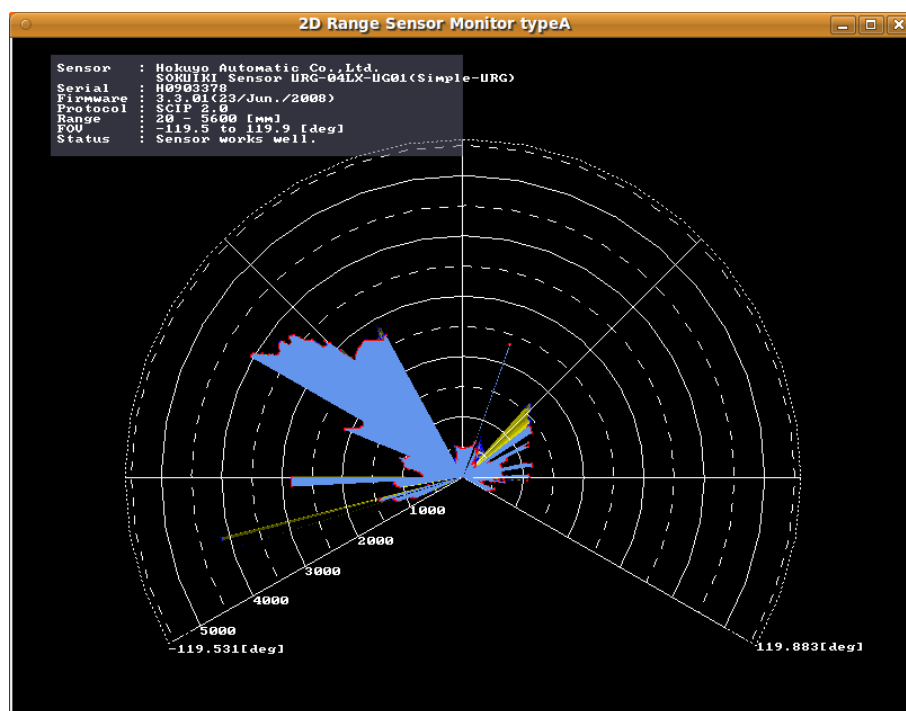 2D Range Sensor Monitor typeA
Sensor : Hokuyo Automatic Co.,Ltd.
SOKUIKI Sensor URG-04LX-UG01(Simple-URG)
Serial : H0903378
Firmware : 3.3.01(23/Jun./2008)
Protocol : SCIP 2.0
Range : 20 - 5600 [mm]
FOV : -119.5 to 119.9 [deg]
Status : Sensor works well.
1000
2000
3000
4000
5000
-119.531[deg]
119.883[deg]